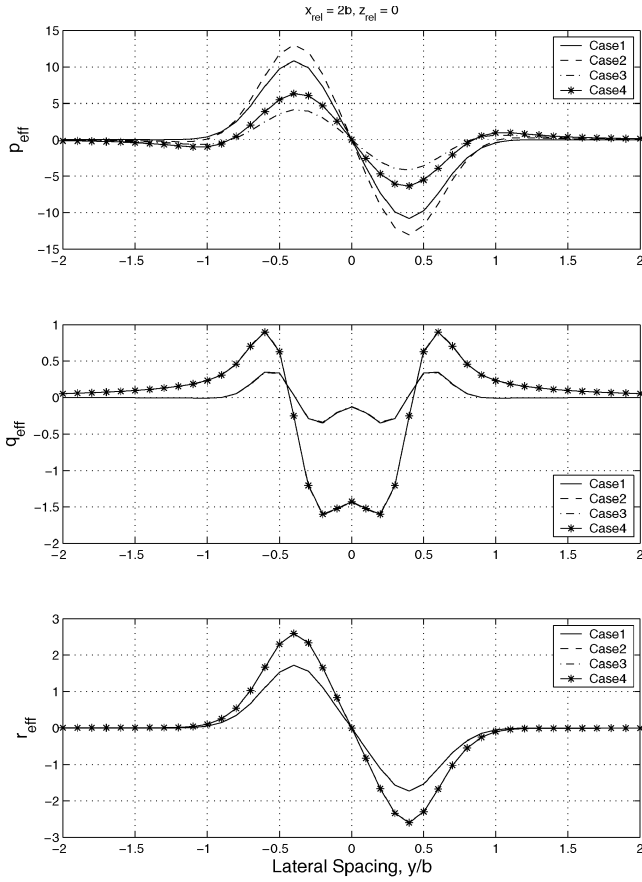 x_rel = 2b, z_rel = 0
15
10
5
0
−5
−10
−15
p_eff
Case1
Case2
Case3
Case4
−2 −1.5 −1 −0.5 0 0.5 1 1.5 2
1
0.5
0
−0.5
−1
−1.5
−2
q_eff
Case1
Case2
Case3
Case4
−2 −1.5 −1 −0.5 0 0.5 1 1.5 2
3
2
1
0
−1
−2
−3
r_eff
Case1
Case2
Case3
Case4
−2 −1.5 −1 −0.5 0 0.5 1 1.5 2
Lateral Spacing, y/b